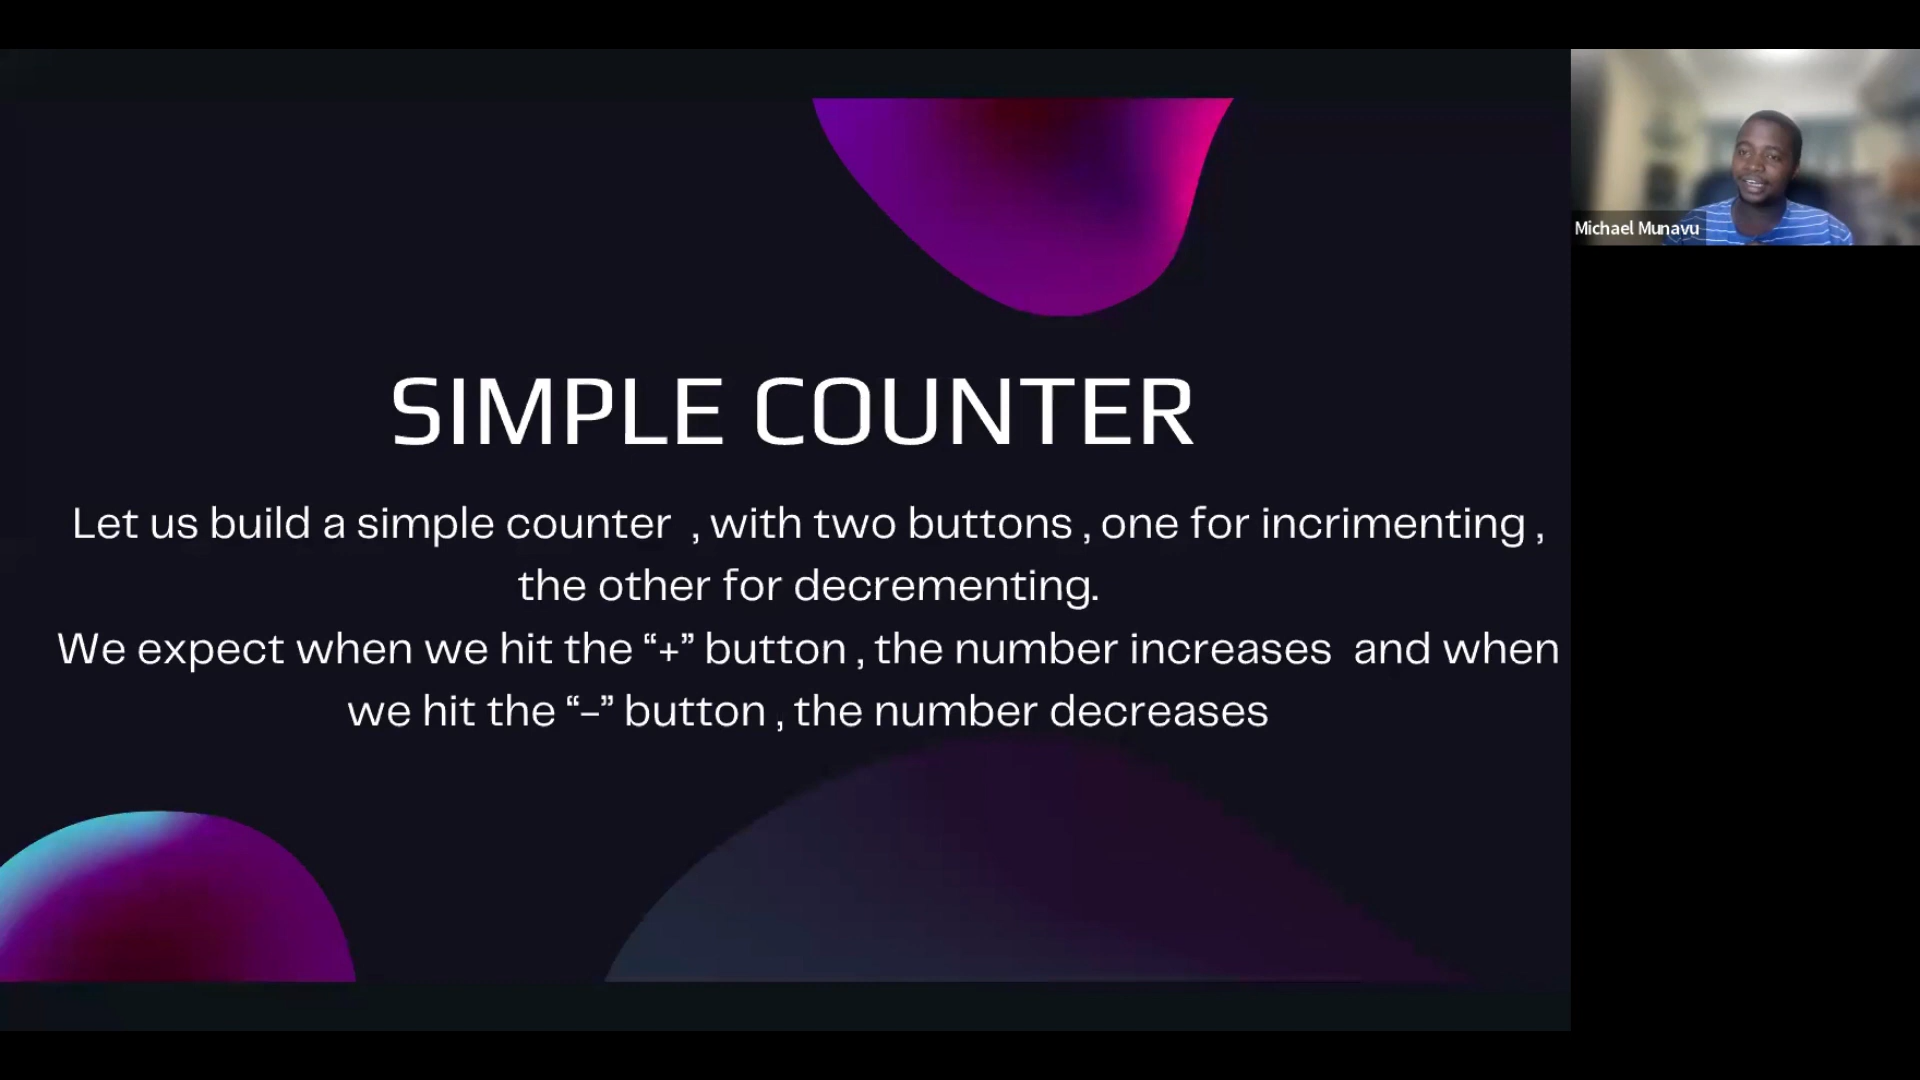 SIMPLE COUNTER
Let us build a simple counter , with two buttons , one for incrimenting ,
the other for decrementing.
We expect when we hit the “+” button , the number increases and when
we hit the “–” button , the number decreases
Michael Munavu